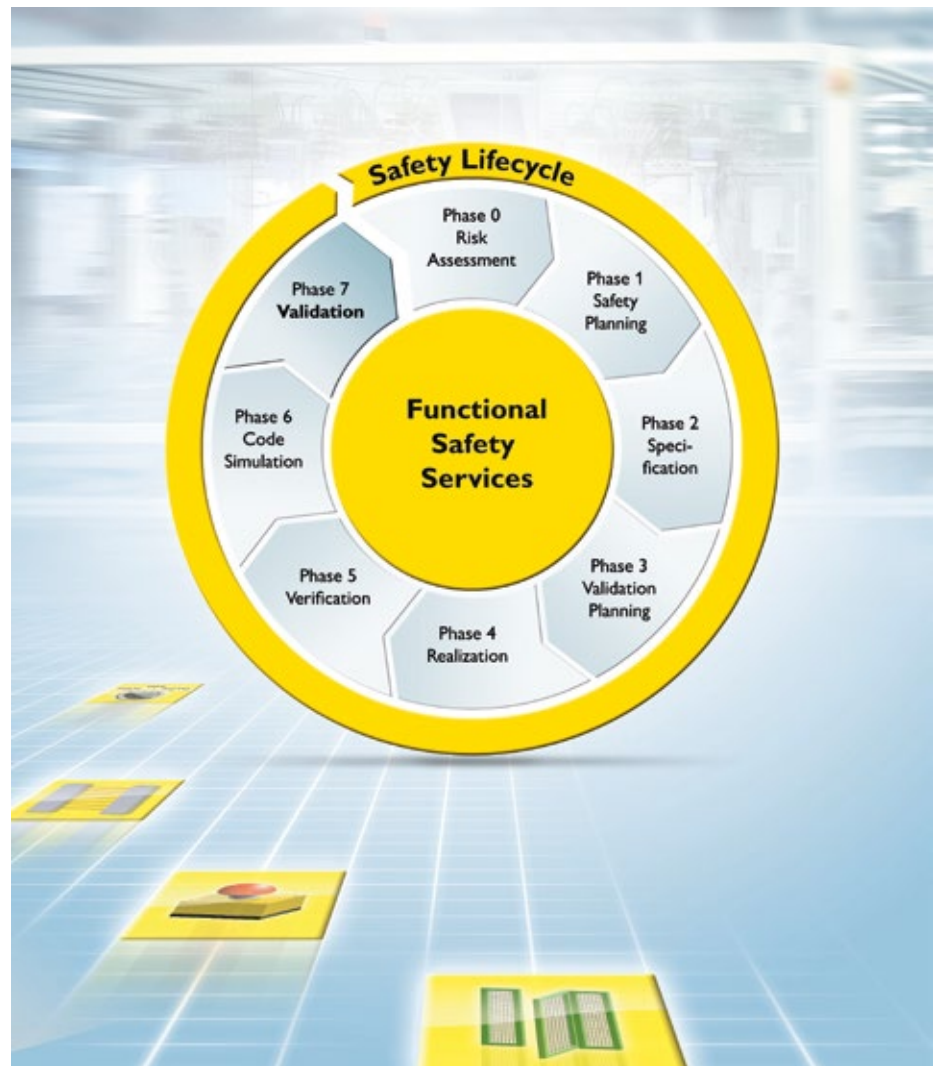 Safety Lifecycle
Phase 0
Risk
Assessment
Phase 1
Safety
Planning
Phase 2
Speci-
fication
Phase 3
Validation
Planning
Phase 4
Realization
Phase 5
Verification
Phase 6
Code
Simulation
Phase 7
Validation
Functional
Safety
Services